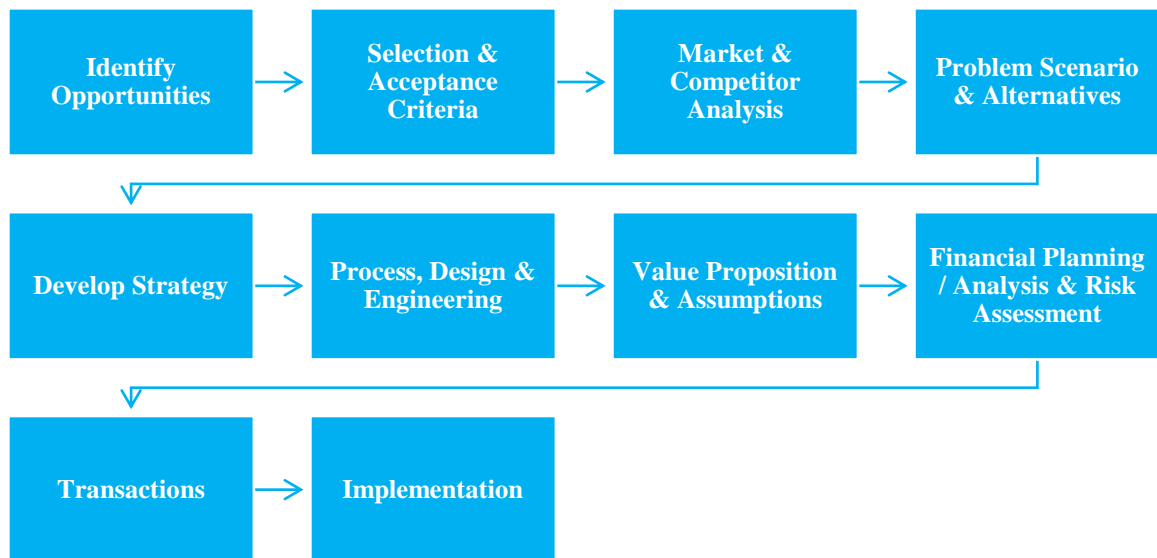 Identify
Opportunities
Selection &
Acceptance
Criteria
Market &
Competitor
Analysis
Problem Scenario
& Alternatives
Develop Strategy
Process, Design &
Engineering
Value Proposition
& Assumptions
Financial Planning
/ Analysis & Risk
Assessment
Transactions
Implementation